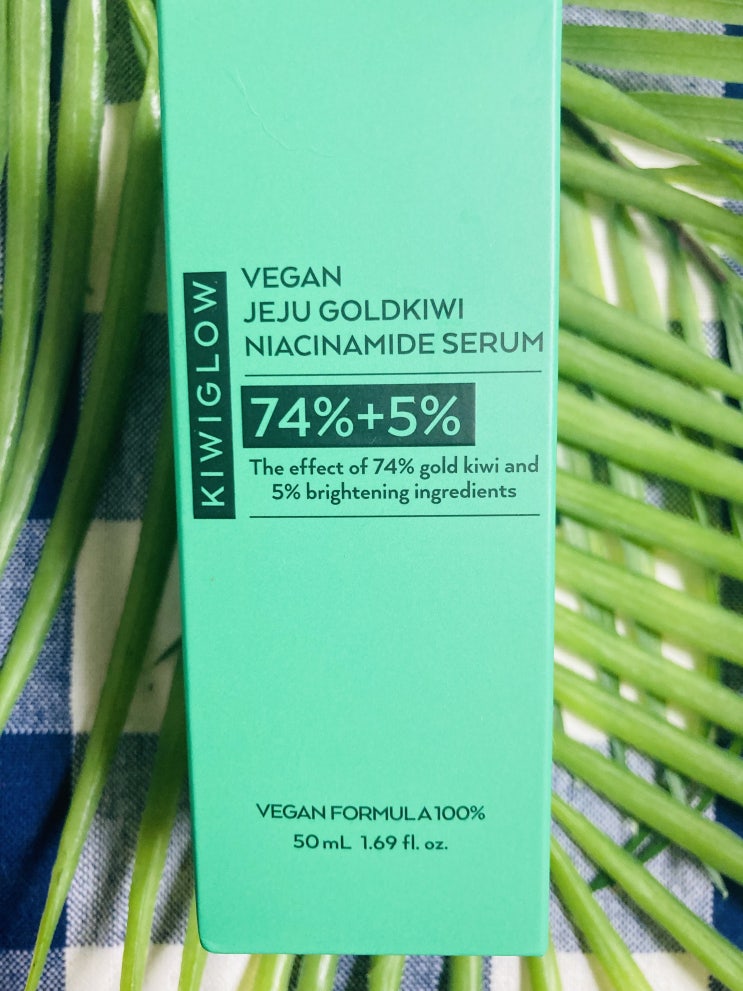 KIWIGLOW
VEGAN
JEJU GOLDKIWI
NIACINAMIDE SERUM
74%+5%
The effect of 74% gold kiwi and
5% brightening ingredients
VEGAN FORMULA 100%
50 mL 1.69 fl. oz.